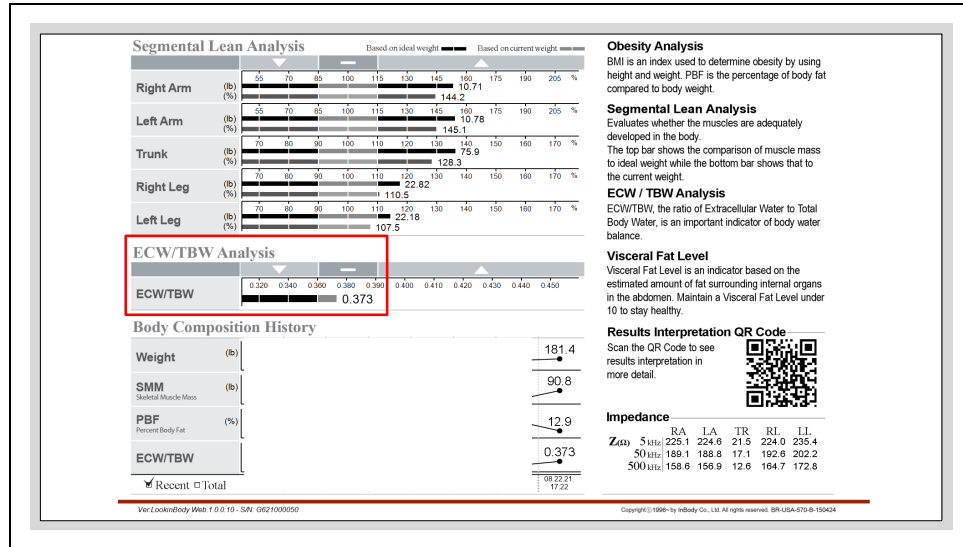 Segmental Lean Analysis Based on ideal weight Based on current weight
55 70 85 100 115 130 145 160 175 190 205 %
Right Arm (lb) 10.71
(%) 144.2
55 70 85 100 115 130 145 160 175 190 205 %
Left Arm (lb) 10.78
(%) 145.1
70 80 90 100 110 120 130 140 150 160 170 %
Trunk (lb) 75.9
(%) 128.3
70 80 90 100 110 120 130 140 150 160 170 %
Right Leg (lb) 22.82
(%) 110.5
70 80 90 100 110 120 130 140 150 160 170 %
Left Leg (lb) 22.18
(%) 107.5
ECW/TBW Analysis
0.320 0.340 0.360 0.380 0.390 0.400 0.410 0.420 0.430 0.440 0.450
ECW/TBW 0.373
Body Composition History
Weight (lb) 181.4
SMM (lb) 90.8
Skeletal Muscle Mass
PBF (%) 12.9
Percent Body Fat
ECW/TBW 0.373
Recent Total 08.22.21.
17:22
Obesity Analysis
BMI is an index used to determine obesity by using
height and weight. PBF is the percentage of body fat
compared to body weight.
Segmental Lean Analysis
Evaluates whether the muscles are adequately
developed in the body.
The top bar shows the comparison of muscle mass
to ideal weight while the bottom bar shows that to
the current weight.
ECW / TBW Analysis
ECW/TBW, the ratio of Extracellular Water to Total
Body Water, is an important indicator of body water
balance.
Visceral Fat Level
Visceral Fat Level is an indicator based on the
estimated amount of fat surrounding internal organs
in the abdomen. Maintain a Visceral Fat Level under
10 to stay healthy.
Results Interpretation QR Code
Scan the QR Code to see
results interpretation in
more detail.
Impedance
RA LA TR RL LL
Z(Ω) 5 kHz 225.1 224.6 21.5 224.0 235.4
50 kHz 189.1 188.8 17.1 192.6 202.2
500 kHz 158.6 156.9 12.6 164.7 172.8
Ver.LookinBody Web.1.0.0.10 - S/N: G621000050
Copyright©1996~ by InBody Co., Ltd. All rights reserved. BR-USA-570-B-150424